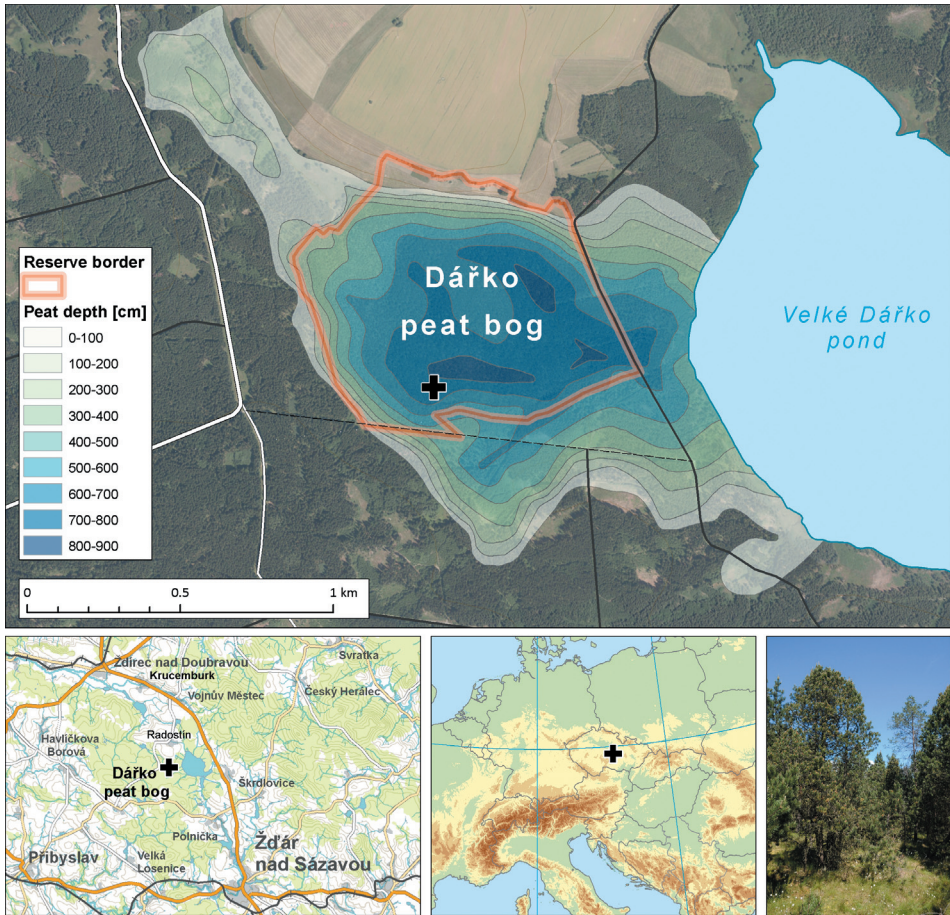 Dářko
peat bog
Velké Dářko
pond
Reserve border
Peat depth [cm]
0-100
100-200
200-300
300-400
400-500
500-600
600-700
700-800
800-900
0
0.5
1 km
Ždírec nad Doubravou
Krucemburk
Svratka
Vojnův Městec
Český Herálec
Havlíčkova
Borová
Radostín
Dářko
peat bog
Škrdlovice
Polnička
Žďár
nad Sázavou
Přibyslav
Velká
Losenice